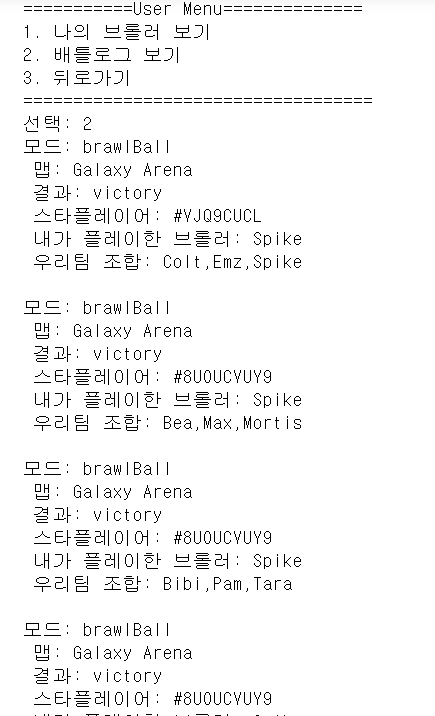 ===========User Menu==============
1. 나의 브롤러 보기
2. 배틀로그 보기
3. 뒤로가기
===================================
선택: 2
모드: brawlBall
맵: Galaxy Arena
결과: victory
스타플레이어: #YJQ9CUCL
내가 플레이한 브롤러: Spike
우리팀 조합: Colt,Emz,Spike
모드: brawlBall
맵: Galaxy Arena
결과: victory
스타플레이어: #8U0UCYUY9
내가 플레이한 브롤러: Spike
우리팀 조합: Bea,Max,Mortis
모드: brawlBall
맵: Galaxy Arena
결과: victory
스타플레이어: #8U0UCYUY9
내가 플레이한 브롤러: Spike
우리팀 조합: Bibi,Pam,Tara
모드: brawlBall
맵: Galaxy Arena
결과: victory
스타플레이어: #8U0UCYUY9